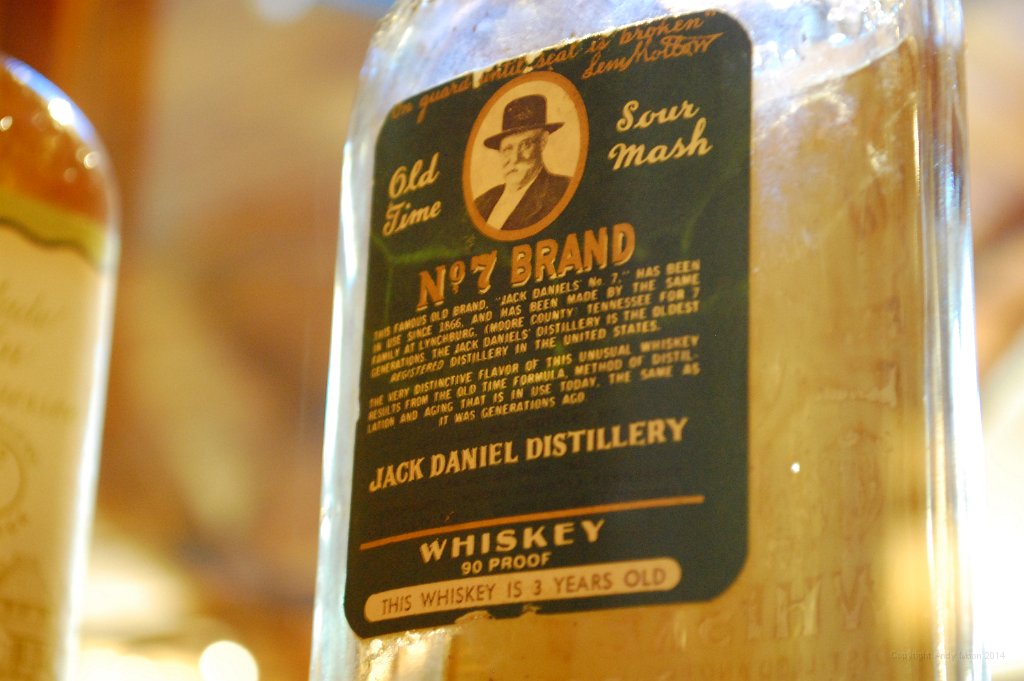 "On guard until seal is broken"
Lem Motlow
Old Time
Sour Mash
Nº 7 BRAND
THIS FAMOUS OLD BRAND, "JACK DANIELS' No. 7," HAS BEEN
IN USE SINCE 1866, AND HAS BEEN MADE BY THE SAME
FAMILY AT LYNCHBURG, (MOORE COUNTY) TENNESSEE FOR 7
GENERATIONS. THE JACK DANIELS' DISTILLERY IS THE OLDEST
REGISTERED DISTILLERY IN THE UNITED STATES.
THE VERY DISTINCTIVE FLAVOR OF THIS UNUSUAL WHISKEY
RESULTS FROM THE OLD TIME FORMULA. METHOD OF DISTIL-
LATION AND AGING THAT IS IN USE TODAY. THE SAME AS
IT WAS GENERATIONS AGO.
JACK DANIEL DISTILLERY
WHISKEY
90 PROOF
THIS WHISKEY IS 3 YEARS OLD